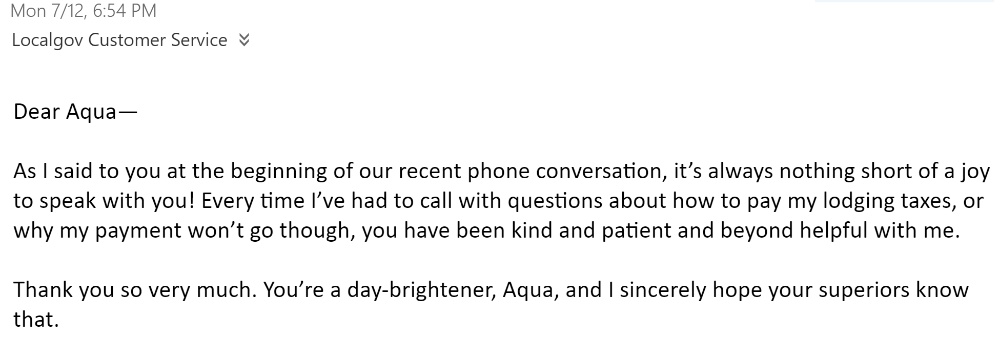 Mon 7/12, 6:54 PM
Localgov Customer Service
Dear Aqua—
As I said to you at the beginning of our recent phone conversation, it’s always nothing short of a joy
to speak with you! Every time I’ve had to call with questions about how to pay my lodging taxes, or
why my payment won’t go though, you have been kind and patient and beyond helpful with me.
Thank you so very much. You’re a day-brightener, Aqua, and I sincerely hope your superiors know
that.